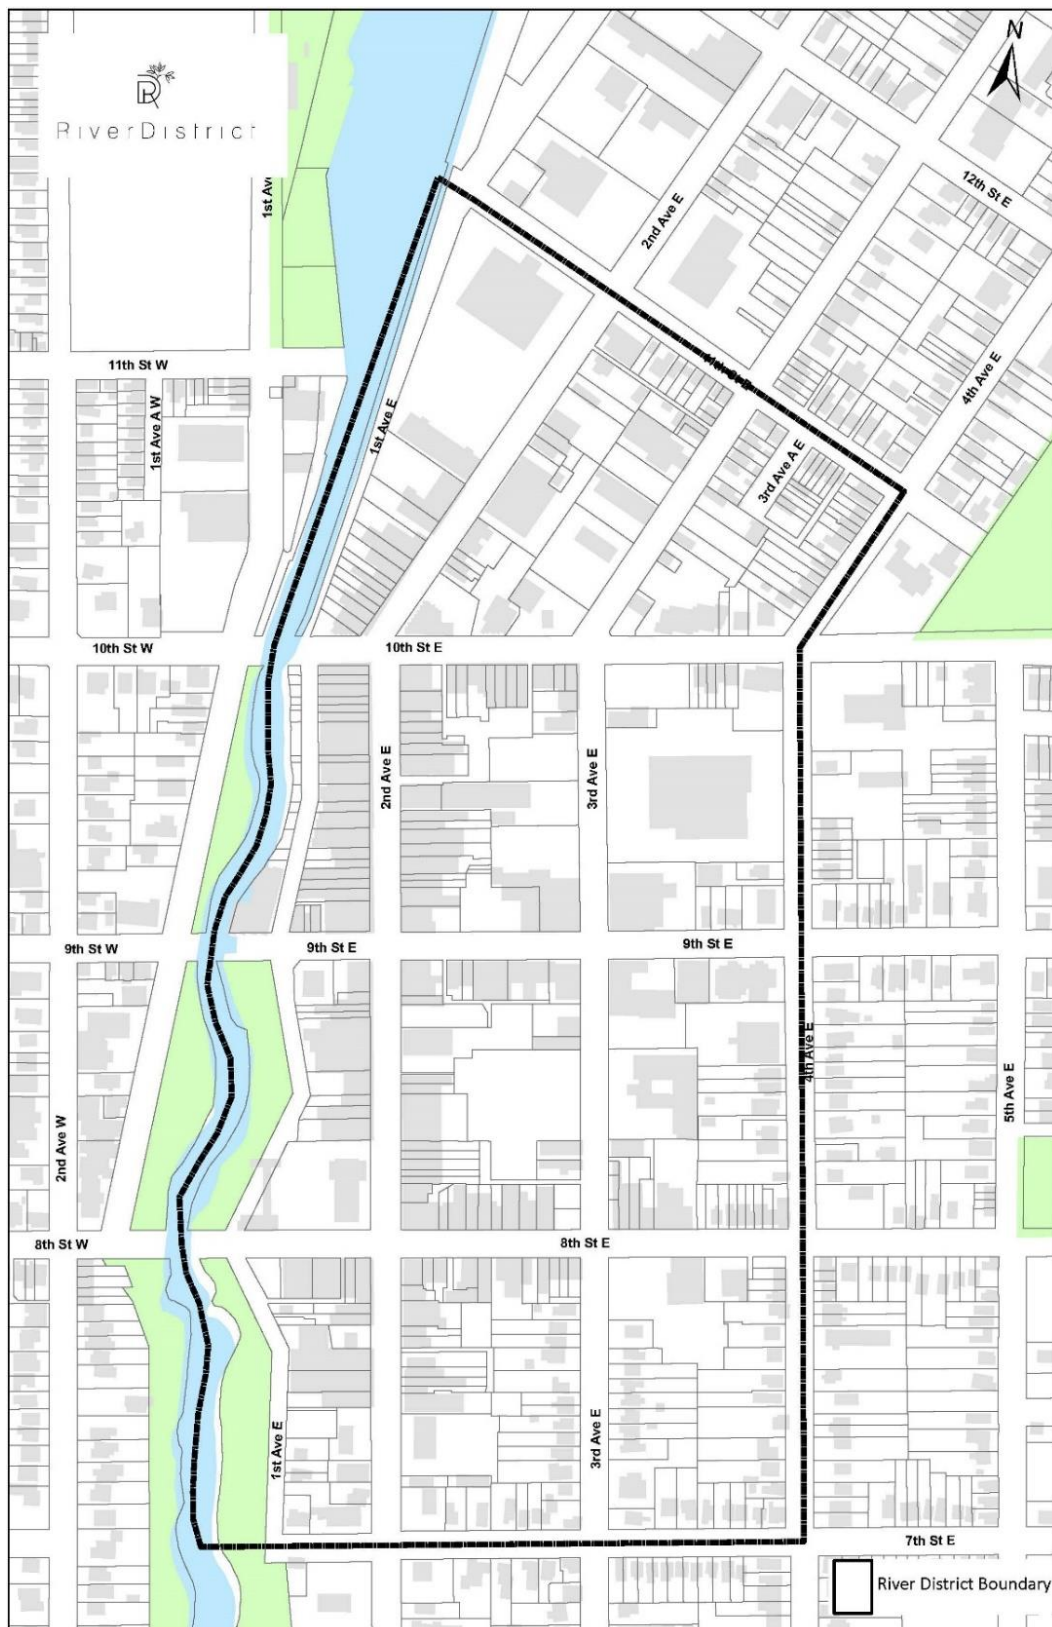 N
RiverDistrict
12th St E
1st Ave
2nd Ave E
11th St W
11th St E
4th Ave E
1st Ave A W
1st Ave E
3rd Ave A E
10th St W
10th St E
2nd Ave E
3rd Ave E
9th St W
9th St E
9th St E
4th Ave E
5th Ave E
2nd Ave W
8th St W
8th St E
1st Ave E
3rd Ave E
7th St E
River District Boundary